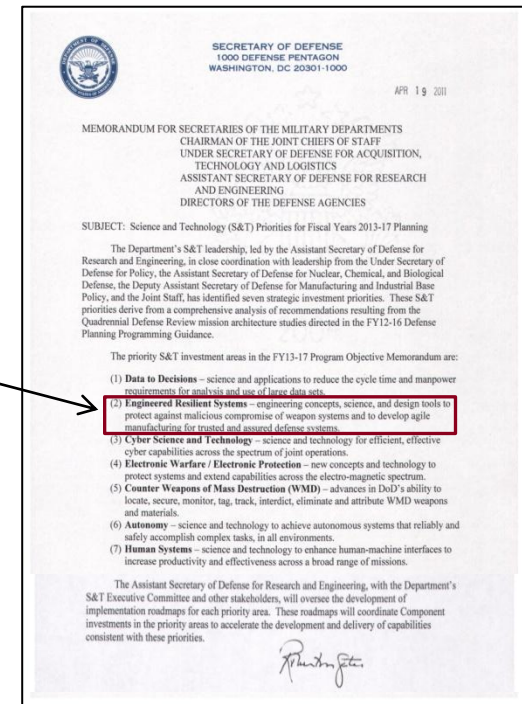 SECRETARY OF DEFENSE
1000 DEFENSE PENTAGON
WASHINGTON, DC 20301-1000
APR 19 2011
MEMORANDUM FOR SECRETARIES OF THE MILITARY DEPARTMENTS
CHAIRMAN OF THE JOINT CHIEFS OF STAFF
UNDER SECRETARY OF DEFENSE FOR ACQUISITION,
TECHNOLOGY AND LOGISTICS
ASSISTANT SECRETARY OF DEFENSE FOR RESEARCH
AND ENGINEERING
DIRECTORS OF THE DEFENSE AGENCIES
SUBJECT: Science and Technology (S&T) Priorities for Fiscal Years 2013-17 Planning
The Department's S&T leadership, led by the Assistant Secretary of Defense for
Research and Engineering, in close coordination with leadership from the Under Secretary of
Defense for Policy, the Assistant Secretary of Defense for Nuclear, Chemical, and Biological
Defense, the Deputy Assistant Secretary of Defense for Manufacturing and Industrial Base
Policy, and the Joint Staff, has identified seven strategic investment priorities. These S&T
priorities derive from a comprehensive analysis of recommendations resulting from the
Quadrennial Defense Review mission architecture studies directed in the FY12-16 Defense
Planning Programming Guidance.
The priority S&T investment areas in the FY13-17 Program Objective Memorandum are:
(1) Data to Decisions – science and applications to reduce the cycle time and manpower
requirements for analysis and use of large data sets.
(2) Engineered Resilient Systems – engineering concepts, science, and design tools to
protect against malicious compromise of weapon systems and to develop agile
manufacturing for trusted and assured defense systems.
(3) Cyber Science and Technology – science and technology for efficient, effective
cyber capabilities across the spectrum of joint operations.
(4) Electronic Warfare / Electronic Protection – new concepts and technology to
protect systems and extend capabilities across the electro-magnetic spectrum.
(5) Counter Weapons of Mass Destruction (WMD) – advances in DoD's ability to
locate, secure, monitor, tag, track, interdict, eliminate and attribute WMD weapons
and materials.
(6) Autonomy – science and technology to achieve autonomous systems that reliably and
safely accomplish complex tasks, in all environments.
(7) Human Systems – science and technology to enhance human-machine interfaces to
increase productivity and effectiveness across a broad range of missions.
The Assistant Secretary of Defense for Research and Engineering, with the Department's
S&T Executive Committee and other stakeholders, will oversee the development of
implementation roadmaps for each priority area. These roadmaps will coordinate Component
investments in the priority areas to accelerate the development and delivery of capabilities
consistent with these priorities.